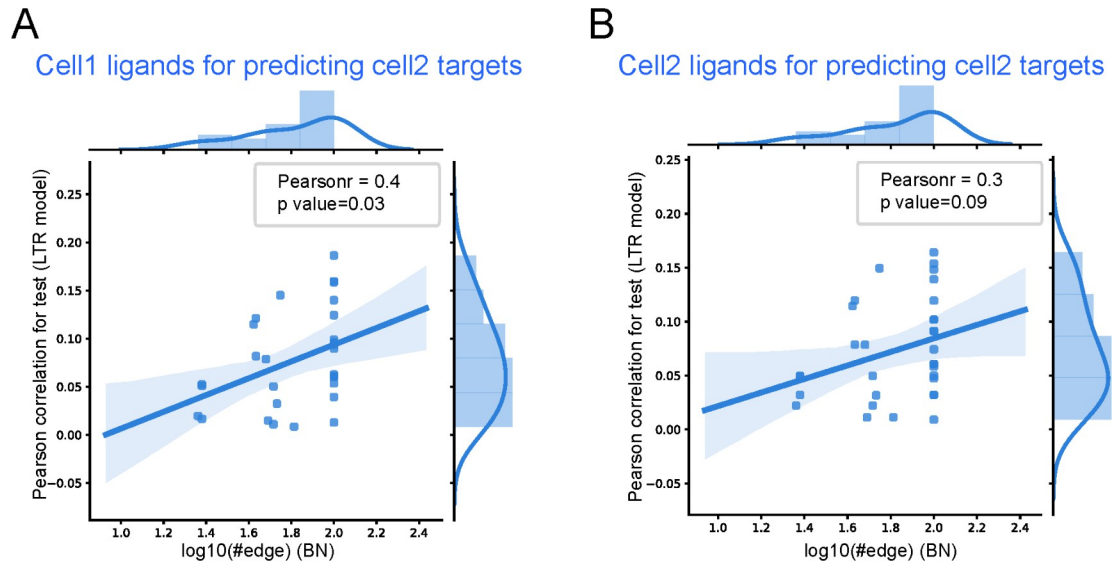 A
Cell1 ligands for predicting cell2 targets
Pearsonr = 0.4
p value=0.03
Pearson correlation for test (LTR model)
0.25
0.20
0.15
0.10
0.05
0.00
−0.05
1.0 1.2 1.4 1.6 1.8 2.0 2.2 2.4
log10(#edge) (BN)
B
Cell2 ligands for predicting cell2 targets
Pearsonr = 0.3
p value=0.09
Pearson correlation for test (LTR model)
0.25
0.20
0.15
0.10
0.05
0.00
−0.05
1.0 1.2 1.4 1.6 1.8 2.0 2.2 2.4
log10(#edge) (BN)